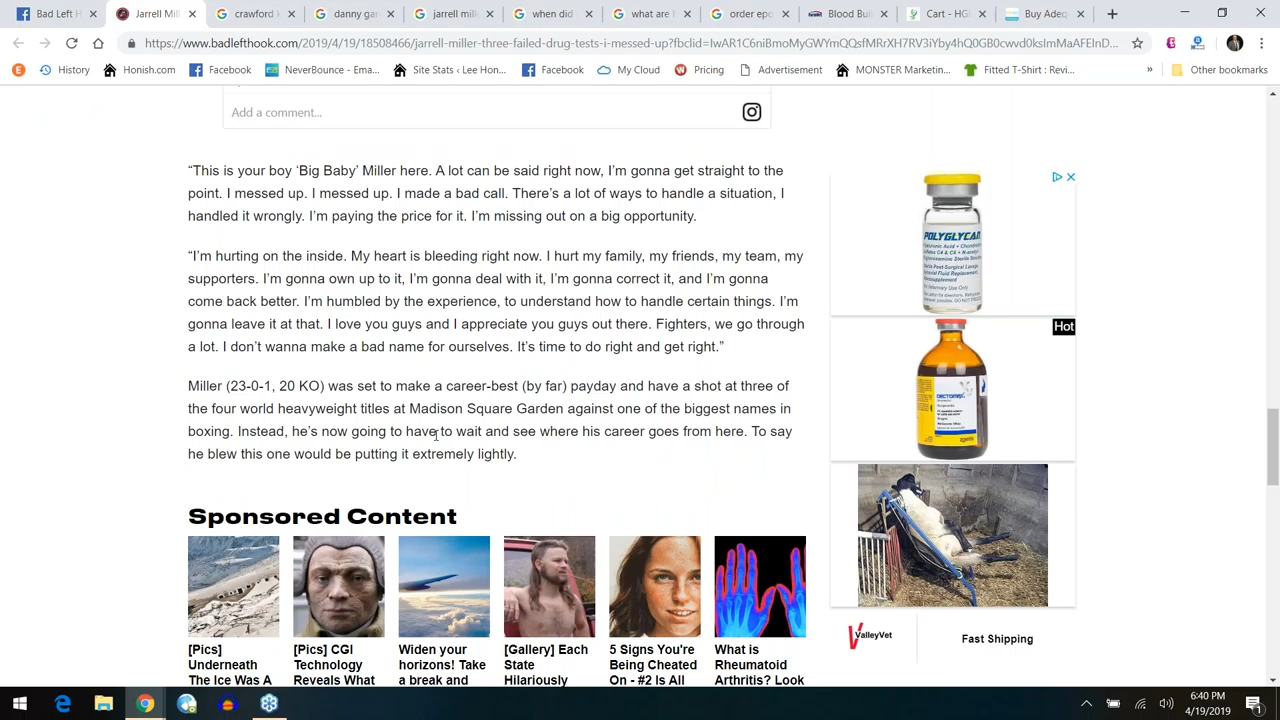 Bad Left H
Jarrell Mill
crawford k
danny gar
jarrell mill
who did
what are h
order epo
Blood Buil
Cart - HGI
Buy Adeq
https://www.badlefthook.com/2019/4/19/18508466/jarrell-miller-three-failed-drug-tests-i-messed-up?fbclid=
History
Honish.com
Facebook
NeverBounce - Ema...
Site Stats ‹ Lee Hon...
Facebook
My Cloud
Pricing
Advertisement
MONSTER Marketin...
Fitted T-Shirt : Revi...
»
Other bookmarks
Add a comment...
“This is your boy ‘Big Baby’ Miller here. A lot can be said right now, I’m gonna get straight to the
point. I messed up. I messed up. I made a bad call. There’s a lot of ways to handle a situation, I
handled it wrongly. I’m paying the price for it. I’m missing out on a big opportunity.
“I’m hurt on the inside. My heart is bleeding right now. I hurt my family, my friends, my team, my
supporters. I’m gonna own up to it. I’m gonna deal with it, I’m gonna correct it, and I’m gonna
come back better. I’m humbled by the experience, to understand how to handle certain things. I’m
gonna leave it at that. I love you guys and I appreciate you guys out there. Fighters, we go through
a lot. I don’t wanna make a bad name for ourselves. It’s time to do right and get right.”
Miller (23-0-1, 20 KO) was set to make a career-best (by far) payday and have a shot at three of
the four world heavyweight titles at Madison Square Garden against one of the biggest names in
boxing. Instead, he’s now going to have to wait and see where his career goes from here. To say
he blew this one would be putting it extremely lightly.
POLYGLYCAN
Hot
DECTOMAX
ValleyVet
Fast Shipping
Sponsored Content
[Pics]
Underneath
The Ice Was A
[Pics] CGI
Technology
Reveals What
Widen your
horizons! Take
a break and
[Gallery] Each
State
Hilariously
5 Signs You're
Being Cheated
On - #2 Is All
What is
Rheumatoid
Arthritis? Look
6:40 PM
4/19/2019